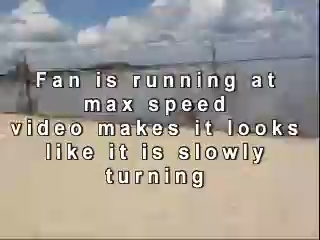 Fan is running at
max speed
video makes it looks
like it is slowly
turning